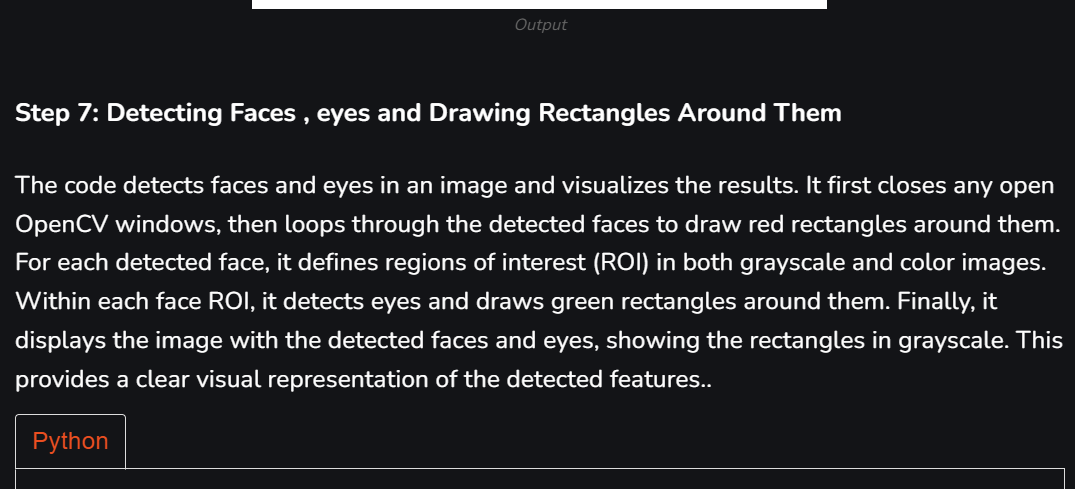 Output
Step 7: Detecting Faces , eyes and Drawing Rectangles Around Them
The code detects faces and eyes in an image and visualizes the results. It first closes any open
OpenCV windows, then loops through the detected faces to draw red rectangles around them.
For each detected face, it defines regions of interest (ROI) in both grayscale and color images.
Within each face ROI, it detects eyes and draws green rectangles around them. Finally, it
displays the image with the detected faces and eyes, showing the rectangles in grayscale. This
provides a clear visual representation of the detected features..
Python